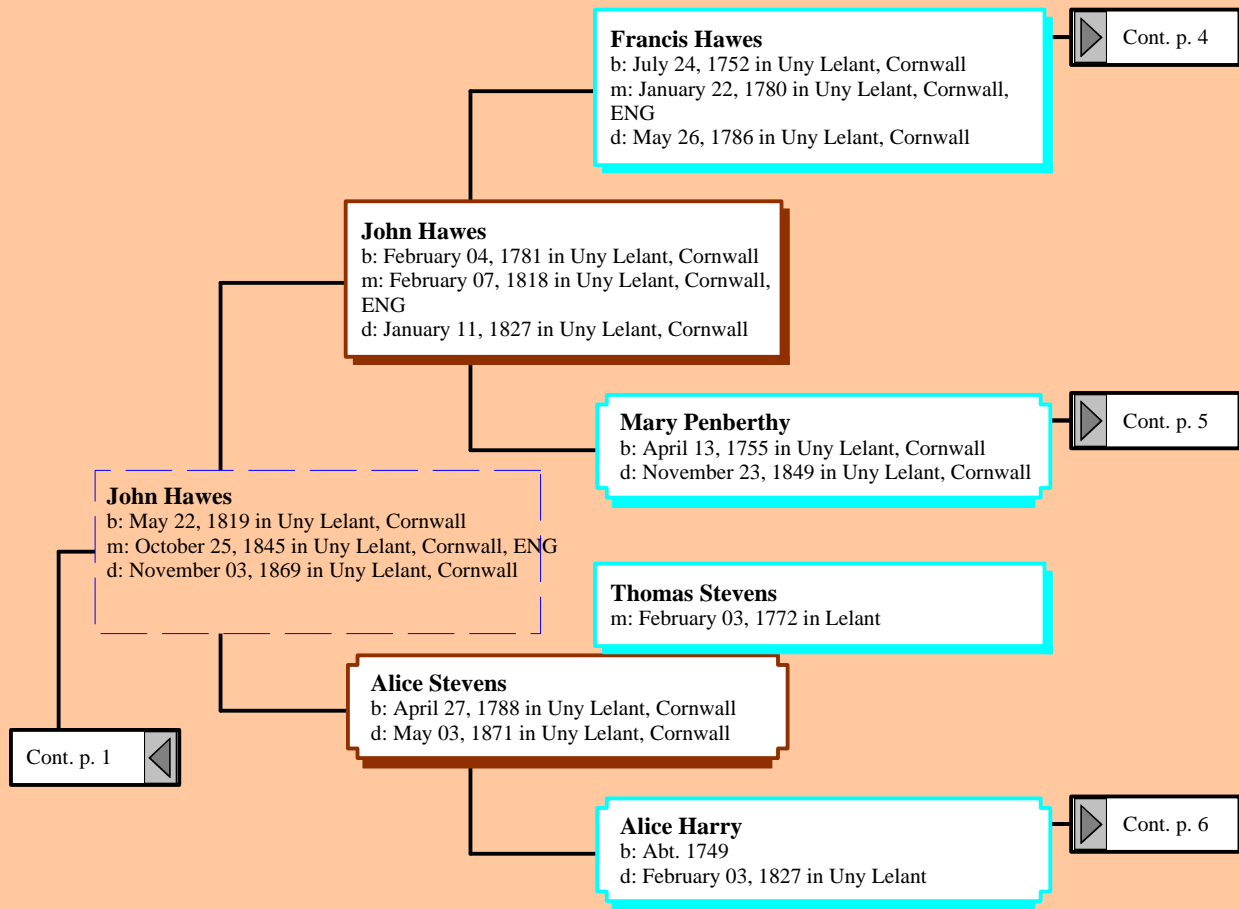 Francis Hawes
b: July 24, 1752 in Uny Lelant, Cornwall
m: January 22, 1780 in Uny Lelant, Cornwall,
ENG
d: May 26, 1786 in Uny Lelant, Cornwall
Cont. p. 4
John Hawes
b: February 04, 1781 in Uny Lelant, Cornwall
m: February 07, 1818 in Uny Lelant, Cornwall,
ENG
d: January 11, 1827 in Uny Lelant, Cornwall
Mary Penberthy
b: April 13, 1755 in Uny Lelant, Cornwall
d: November 23, 1849 in Uny Lelant, Cornwall
Cont. p. 5
John Hawes
b: May 22, 1819 in Uny Lelant, Cornwall
m: October 25, 1845 in Uny Lelant, Cornwall, ENG
d: November 03, 1869 in Uny Lelant, Cornwall
Thomas Stevens
m: February 03, 1772 in Lelant
Alice Stevens
b: April 27, 1788 in Uny Lelant, Cornwall
d: May 03, 1871 in Uny Lelant, Cornwall
Cont. p. 1
Alice Harry
b: Abt. 1749
d: February 03, 1827 in Uny Lelant
Cont. p. 6